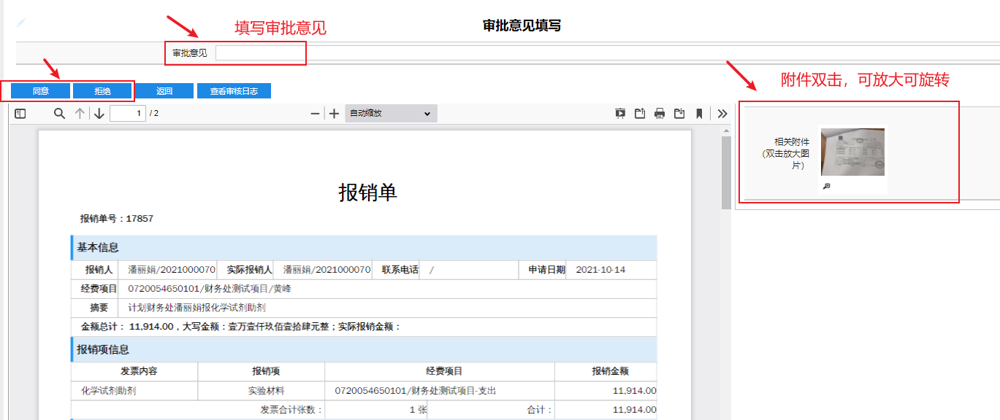 填写审批意见
审批意见填写
审批意见
附件双击，可放大可旋转
同意 拒绝 返回 查看审核日志
1 / 2 自动缩放
相关附件
(双击放大图
片)
报销单
报销单号：17857
基本信息
报销人 潘丽娟/2021000070 实际报销人 潘丽娟/2021000070 联系电话 / 申请日期 2021-10-14
经费项目 0720054650101/财务处测试项目/黄峰
摘要 计划财务处潘丽娟报化学试剂助剂
金额总计： 11,914.00，大写金额：壹万壹仟玖佰壹拾肆元整；实际报销金额：
报销项信息
发票内容 报销项 经费项目 报销金额
化学试剂助剂 实验材料 0720054650101/财务处测试项目-支出 11,914.00
发票合计张数： 1 张 合计： 11,914.00